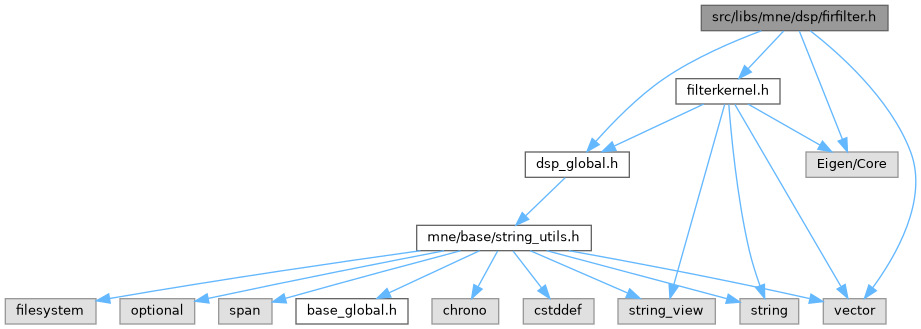 src/libs/mne/dsp/firfilter.h
filterkernel.h
dsp_global.h
Eigen/Core
mne/base/string_utils.h
filesystem
optional
span
base_global.h
chrono
cstddef
string_view
string
vector